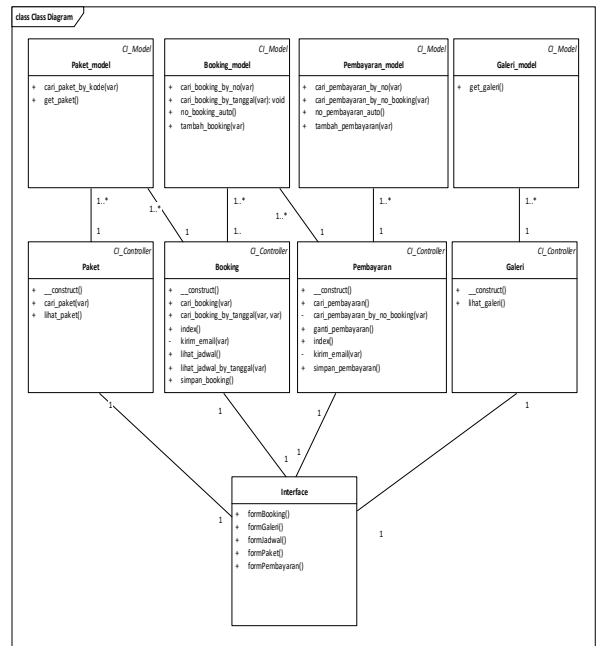 class Class Diagram
CI_Model
Paket_model
+ cari_paket_by_kode(var)
+ get_paket()
CI_Model
Booking_model
+ cari_booking_by_no(var)
+ cari_booking_by_tanggal(var): void
+ no_booking_auto()
+ tambah_booking(var)
CI_Model
Pembayaran_model
+ cari_pembayaran_by_no(var)
+ cari_pembayaran_by_no_booking(var)
+ no_pembayaran_auto()
+ tambah_pembayaran(var)
CI_Model
Galeri_model
+ get_galeri()
1..*
1
1..*
1
1..*
1..
1..*
1
1..*
1
1..*
1
CI_Controller
Paket
+ __construct()
+ cari_paket(var)
+ lihat_paket()
CI_Controller
Booking
+ __construct()
+ cari_booking(var)
+ cari_booking_by_tanggal(var, var)
+ index()
- kirim_email(var)
+ lihat_jadwal()
+ lihat_jadwal_by_tanggal(var)
+ simpan_booking()
CI_Controller
Pembayaran
+ __construct()
+ cari_pembayaran()
- cari_pembayaran_by_no_booking(var)
+ ganti_pembayaran()
+ index()
- kirim_email(var)
+ simpan_pembayaran()
CI_Controller
Galeri
+ __construct()
+ lihat_galeri()
1
1
1
1
1
1
1
1
Interface
+ formBooking()
+ formGaleri()
+ formJadwal()
+ formPaket()
+ formPembayaran()